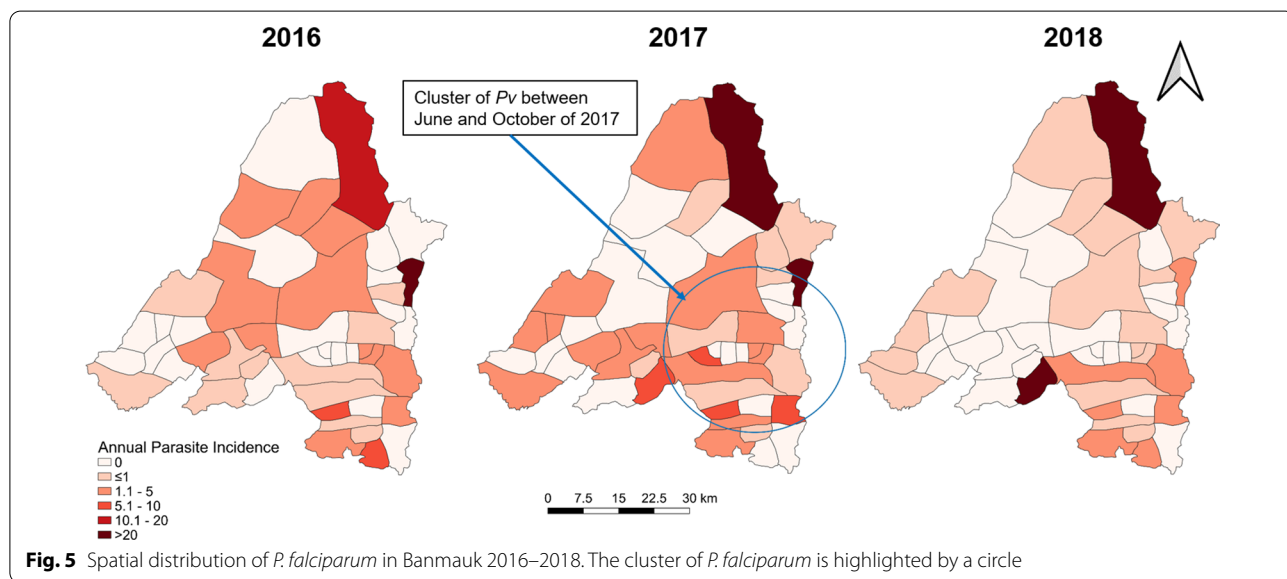 2016
2017
2018
Cluster of Pv between
June and October of 2017
Annual Parasite Incidence
0
≤1
1.1 - 5
5.1 - 10
10.1 - 20
>20
0 7.5 15 22.5 30 km
Fig. 5 Spatial distribution of P. falciparum in Banmauk 2016–2018. The cluster of P. falciparum is highlighted by a circle